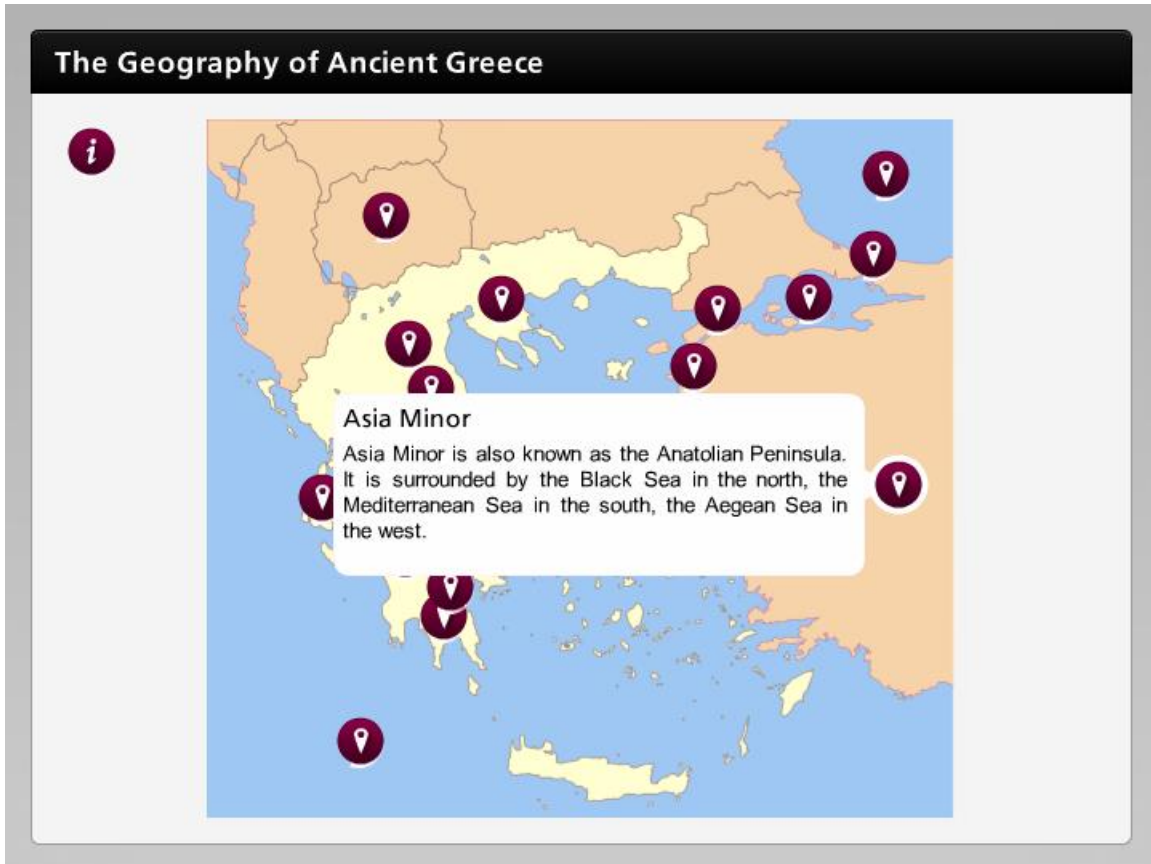 The Geography of Ancient Greece
i
Asia Minor
Asia Minor is also known as the Anatolian Peninsula.
It is surrounded by the Black Sea in the north, the
Mediterranean Sea in the south, the Aegean Sea in
the west.